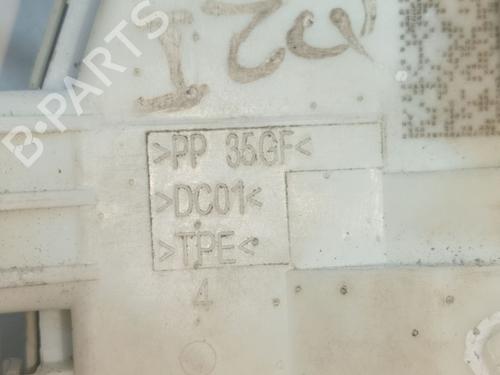 B-PARTS
>PP 35GF<
>DC01<
>TPE<
4